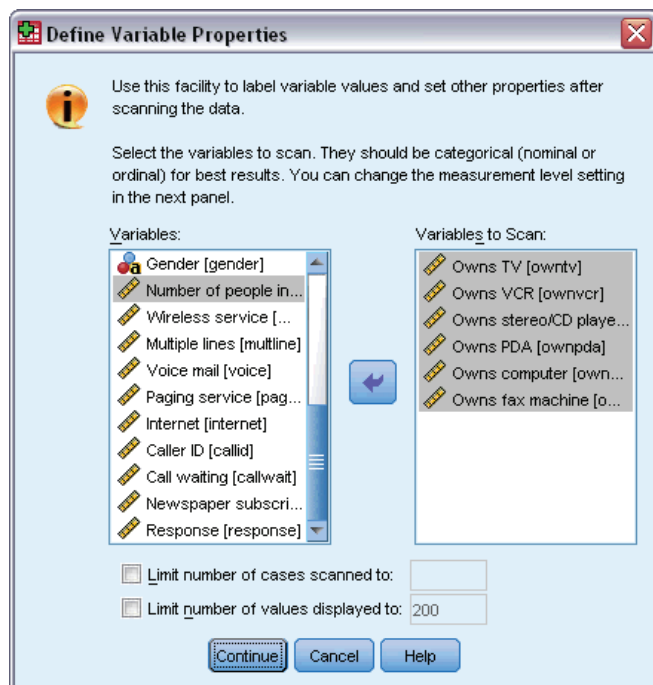 Define Variable Properties
Use this facility to label variable values and set other properties after
scanning the data.
Select the variables to scan. They should be categorical (nominal or
ordinal) for best results. You can change the measurement level setting
in the next panel.
Variables:
Variables to Scan:
Gender [gender]
Number of people in...
Wireless service [...
Multiple lines [multline]
Voice mail [voice]
Paging service [pag...
Internet [internet]
Caller ID [callid]
Call waiting [callwait]
Newspaper subscri...
Response [response]
Owns TV [owntv]
Owns VCR [ownvcr]
Owns stereo/CD playe...
Owns PDA [ownpda]
Owns computer [own...
Owns fax machine [o...
Limit number of cases scanned to:
Limit number of values displayed to: 200
Continue Cancel Help